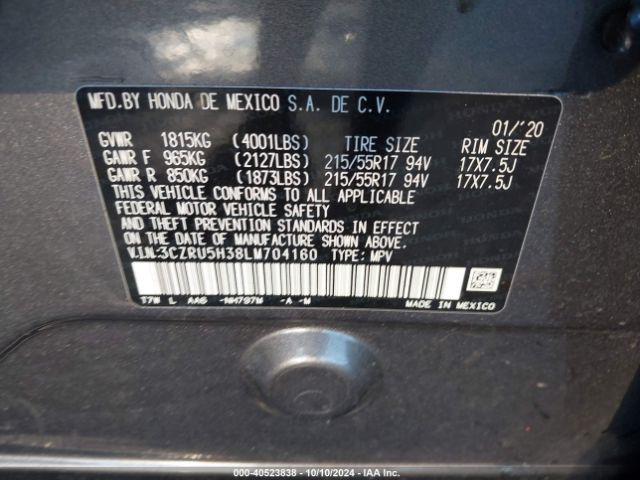 MFD.BY HONDA DE MEXICO S.A. DE C.V.
01/'20
GVWR 1815KG (4001LBS) TIRE SIZE RIM SIZE
GAWR F 965KG (2127LBS) 215/55R17 94V 17X7.5J
GAWR R 850KG (1873LBS) 215/55R17 94V 17X7.5J
THIS VEHICLE CONFORMS TO ALL APPLICABLE
FEDERAL MOTOR VEHICLE SAFETY
AND THEFT PREVENTION STANDARDS IN EFFECT
ON THE DATE OF MANUFACTURE SHOWN ABOVE.
V.I.N:3CZRU5H38LM704160 TYPE: MPV
T7W L AA6 -NH797M -A -M
MADE IN MEXICO
000-40523838 - 10/10/2024 - IAA Inc.